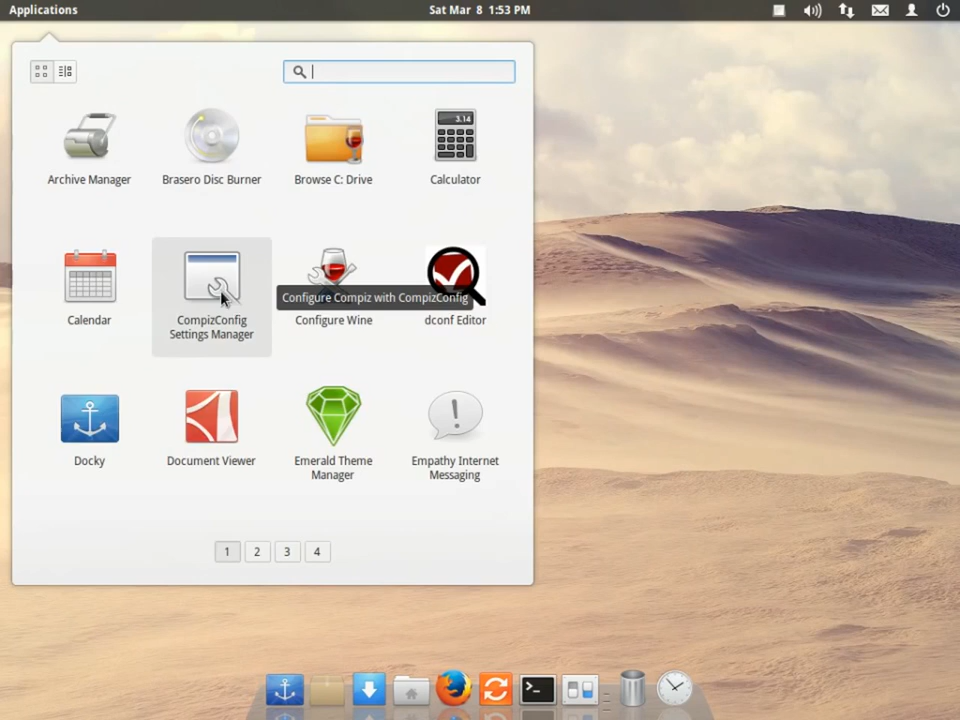 Applications
Sat Mar 8 1:53 PM
Archive Manager
Brasero Disc Burner
Browse C: Drive
3.14
Calculator
Calendar
CompizConfig
Settings Manager
Configure Compiz with CompizConfig
Configure Wine
dconf Editor
Docky
Document Viewer
Emerald Theme
Manager
Empathy Internet
Messaging
1
2
3
4